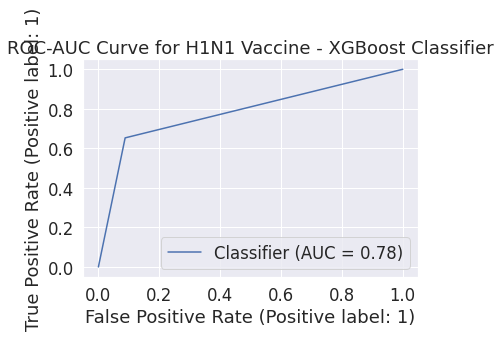 ROC-AUC Curve for H1N1 Vaccine - XGBoost Classifier
True Positive Rate (Positive label: 1)
1.0
0.8
0.6
0.4
0.2
0.0
Classifier (AUC = 0.78)
0.0 0.2 0.4 0.6 0.8 1.0
False Positive Rate (Positive label: 1)